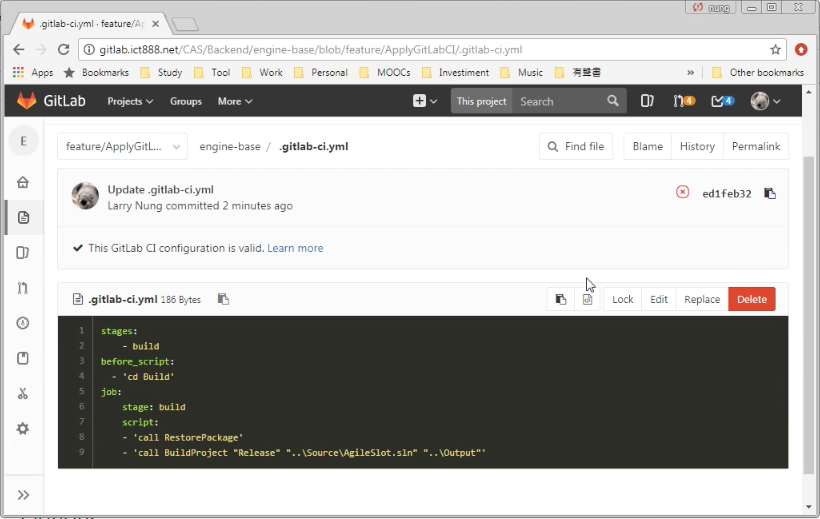 nung
.gitlab-ci.yml · feature/Ap
gitlab.ict888.net/CAS/Backend/engine-base/blob/feature/ApplyGitLabCI/.gitlab-ci.yml
Apps Bookmarks Study Tool Work Personal MOOCs Investiment Music 有聲書 » Other bookmarks
GitLab Projects Groups More This project Search 4 4
E
feature/ApplyGitL... engine-base / .gitlab-ci.yml Find file Blame History Permalink
Update .gitlab-ci.yml
Larry Nung committed 2 minutes ago
ed1feb32
This GitLab CI configuration is valid. Learn more
.gitlab-ci.yml 186 Bytes Lock Edit Replace Delete
1 stages:
2     - build
3 before_script:
4   - 'cd Build'
5 job:
6     stage: build
7     script:
8     - 'call RestorePackage'
9     - 'call BuildProject "Release" "..\Source\AgileSlot.sln" "..\Output"'